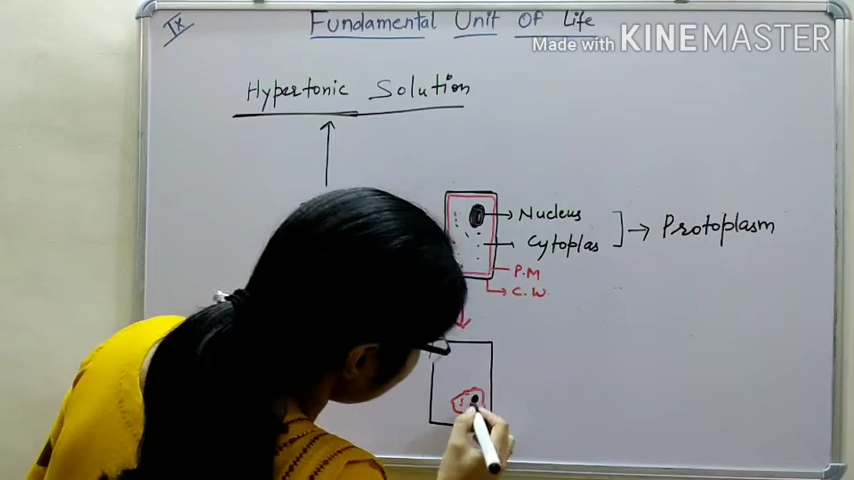 IX
Fundamental Unit Of Life
Made with KINEMASTER
Hypertonic Solution
Nucleus
Cytoplas
Protoplasm
P.M
C.W